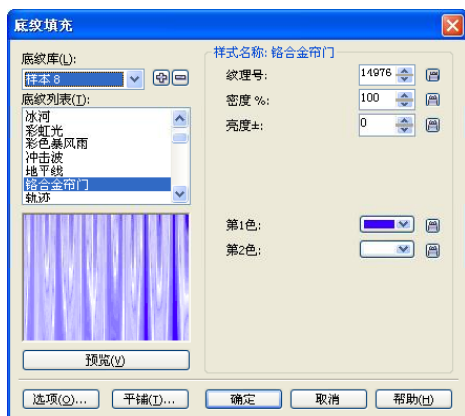 底纹填充
底纹库(L):
样本8
底纹列表(T):
冰河
彩虹光
彩色暴风雨
冲击波
地平线
铬合金帘门
轨迹
预览(V)
样式名称: 铬合金帘门
纹理号: 14976
密度 %: 100
亮度±: 0
第1色:
第2色:
选项(O)... 平铺(T)... 确定 取消 帮助(H)